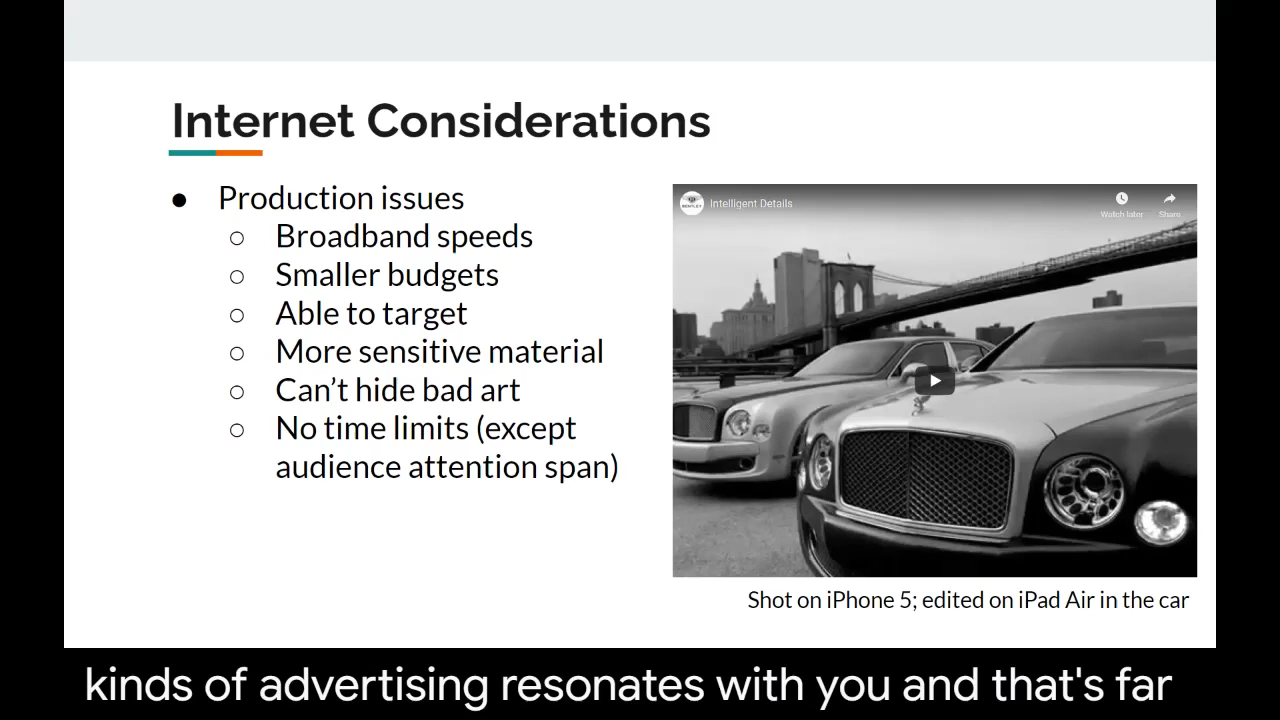 Internet Considerations
● Production issues
○ Broadband speeds
○ Smaller budgets
○ Able to target
○ More sensitive material
○ Can’t hide bad art
○ No time limits (except
audience attention span)
BENTLEY
Intelligent Details
Watch later
Share
Shot on iPhone 5; edited on iPad Air in the car
kinds of advertising resonates with you and that's far